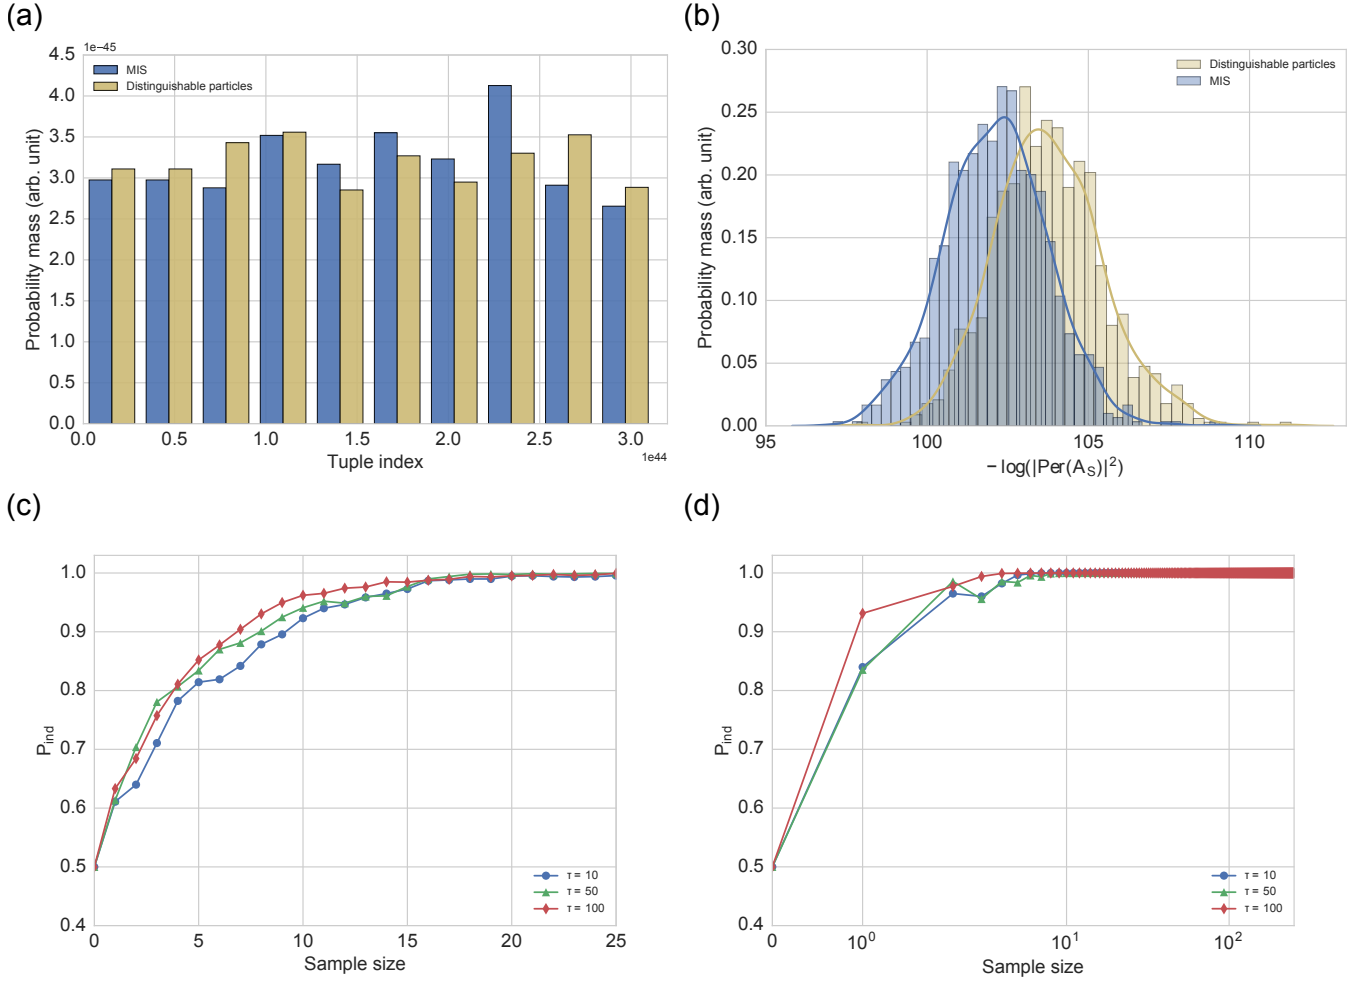 (a)
1e−45
4.5
4.0
3.5
3.0
2.5
2.0
1.5
1.0
0.5
0.0
Probability mass (arb. unit)
MIS
Distinguishable particles
0.0 0.5 1.0 1.5 2.0 2.5 3.0
1e44
Tuple index
(b)
0.30
0.25
0.20
0.15
0.10
0.05
0.00
Probability mass (arb. unit)
Distinguishable particles
MIS
95 100 105 110
− log(|Per(A_S)|²)
(c)
1.0
0.9
0.8
0.7
0.6
0.5
0.4
P_ind
τ = 10
τ = 50
τ = 100
0 5 10 15 20 25
Sample size
(d)
1.0
0.9
0.8
0.7
0.6
0.5
0.4
P_ind
τ = 10
τ = 50
τ = 100
0 10⁰ 10¹ 10²
Sample size